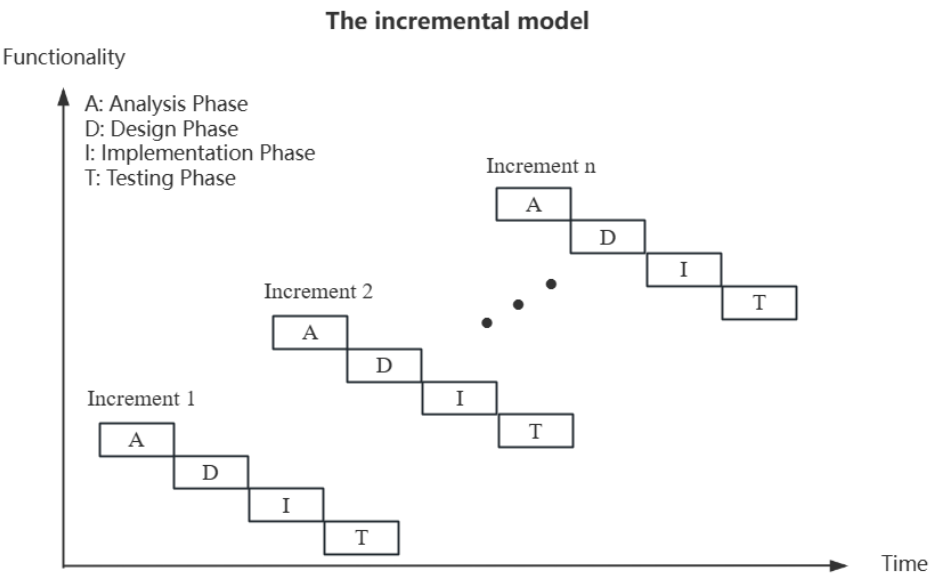 The incremental model
Functionality
A: Analysis Phase
D: Design Phase
I: Implementation Phase
T: Testing Phase
Increment n
A
D
I
T
Increment 2
A
D
I
T
Increment 1
A
D
I
T
Time